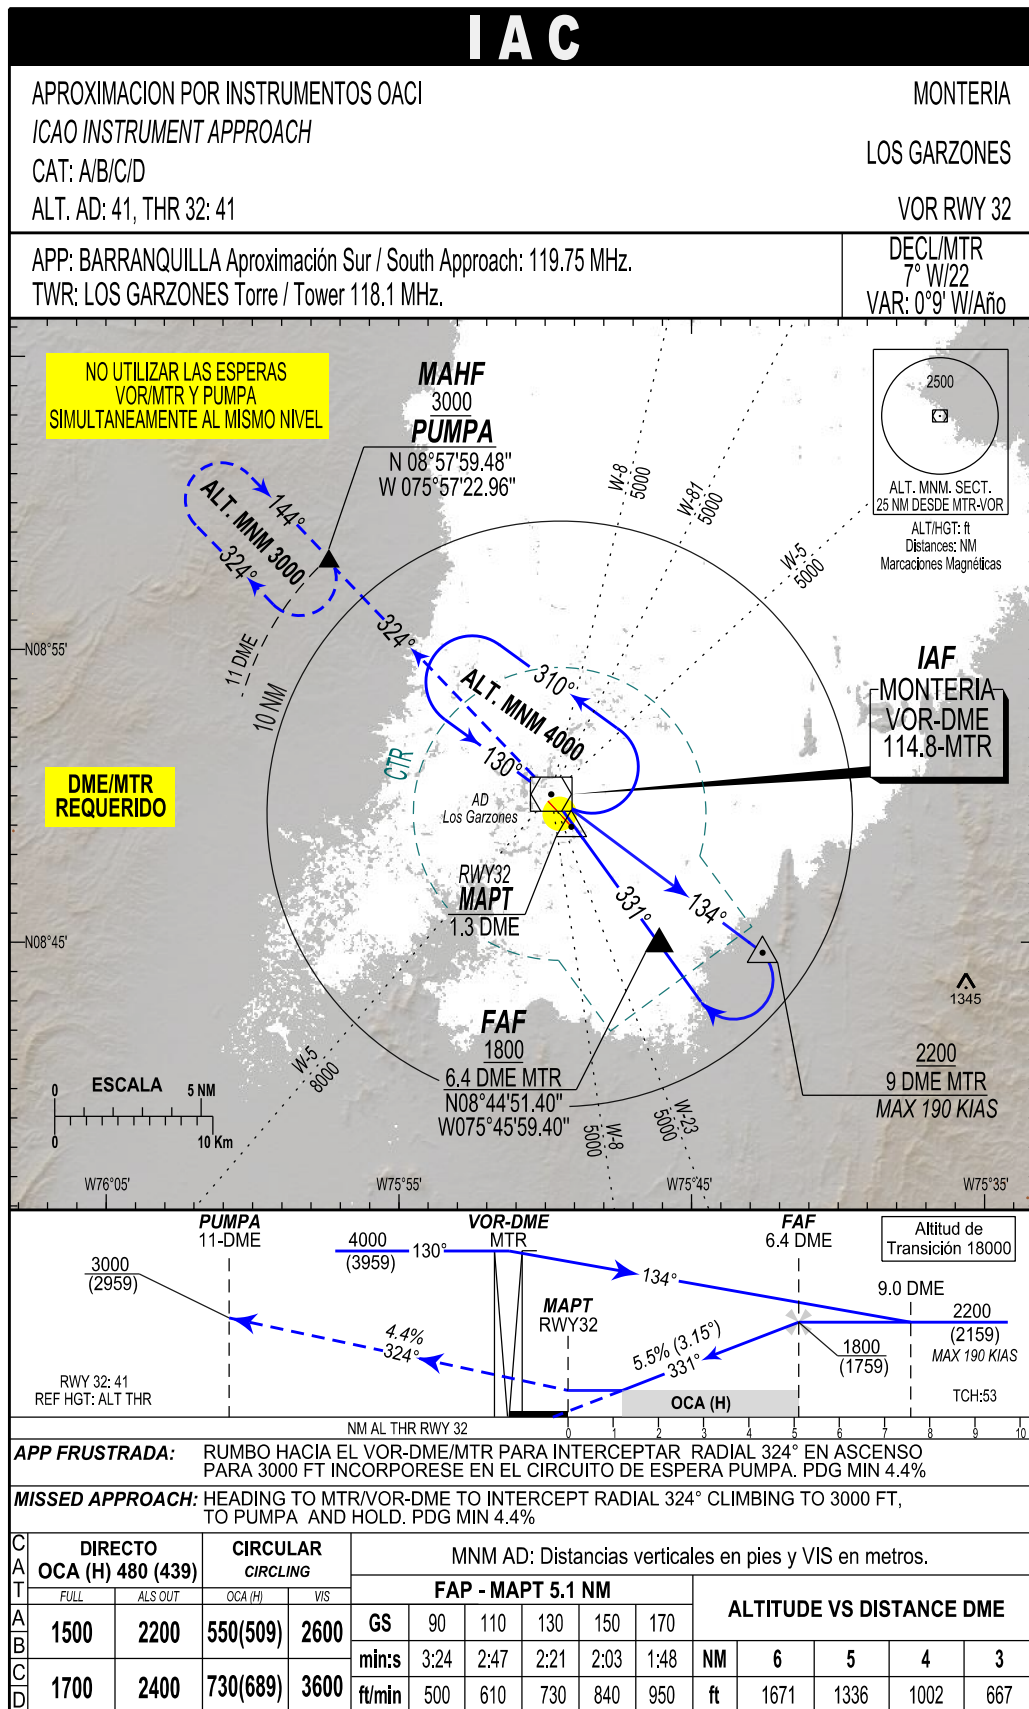 IAC
APROXIMACION POR INSTRUMENTOS OACI
ICAO INSTRUMENT APPROACH
CAT: A/B/C/D
ALT. AD: 41, THR 32: 41
MONTERIA
LOS GARZONES
VOR RWY 32
APP: BARRANQUILLA Aproximación Sur / South Approach: 119.75 MHz.
TWR: LOS GARZONES Torre / Tower 118.1 MHz.
DECL/MTR
7° W/22
VAR: 0°9' W/Año
NO UTILIZAR LAS ESPERAS
VOR/MTR Y PUMPA
SIMULTANEAMENTE AL MISMO NIVEL
MAHF
3000
PUMPA
N 08°57'59.48"
W 075°57'22.96"
W-8
5000
W-81
5000
W-5
5000
2500
ALT. MNM. SECT.
25 NM DESDE MTR-VOR
ALT/HGT: ft
Distances: NM
Marcaciones Magnéticas
144°
ALT. MNM 3000
324°
11 DME
324°
10 NM
N08°55'
310°
ALT. MNM 4000
130°
CTR
IAF
MONTERIA
VOR-DME
114.8-MTR
DME/MTR
REQUERIDO
AD
Los Garzones
RWY32
MAPT
1.3 DME
331°
134°
N08°45'
1345
FAF
1800
6.4 DME MTR
N08°44'51.40"
W075°45'59.40"
2200
9 DME MTR
MAX 190 KIAS
W-5
8000
W-8
5000
W-23
5000
ESCALA
0
5 NM
0
10 Km
W76°05'
W75°55'
W75°45'
W75°35'
PUMPA
11-DME
VOR-DME
MTR
FAF
6.4 DME
Altitud de
Transición 18000
3000
(2959)
4000
(3959)
130°
134°
9.0 DME
MAPT
RWY32
4.4%
324°
5.5% (3.15°)
331°
1800
(1759)
2200
(2159)
MAX 190 KIAS
RWY 32: 41
REF HGT: ALT THR
OCA (H)
TCH:53
NM AL THR RWY 32
0 1 2 3 4 5 6 7 8 9 10
APP FRUSTRADA: RUMBO HACIA EL VOR-DME/MTR PARA INTERCEPTAR RADIAL 324° EN ASCENSO
PARA 3000 FT INCORPORESE EN EL CIRCUITO DE ESPERA PUMPA. PDG MIN 4.4%
MISSED APPROACH: HEADING TO MTR/VOR-DME TO INTERCEPT RADIAL 324° CLIMBING TO 3000 FT,
TO PUMPA AND HOLD. PDG MIN 4.4%
CAT
DIRECTO
OCA (H) 480 (439)
CIRCULAR
CIRCLING
MNM AD: Distancias verticales en pies y VIS en metros.
FULL ALS OUT OCA (H) VIS
FAP - MAPT 5.1 NM
ALTITUDE VS DISTANCE DME
A
B
1500 2200 550(509) 2600
C
D
1700 2400 730(689) 3600
GS 90 110 130 150 170
min:s 3:24 2:47 2:21 2:03 1:48
ft/min 500 610 730 840 950
NM 6 5 4 3
ft 1671 1336 1002 667